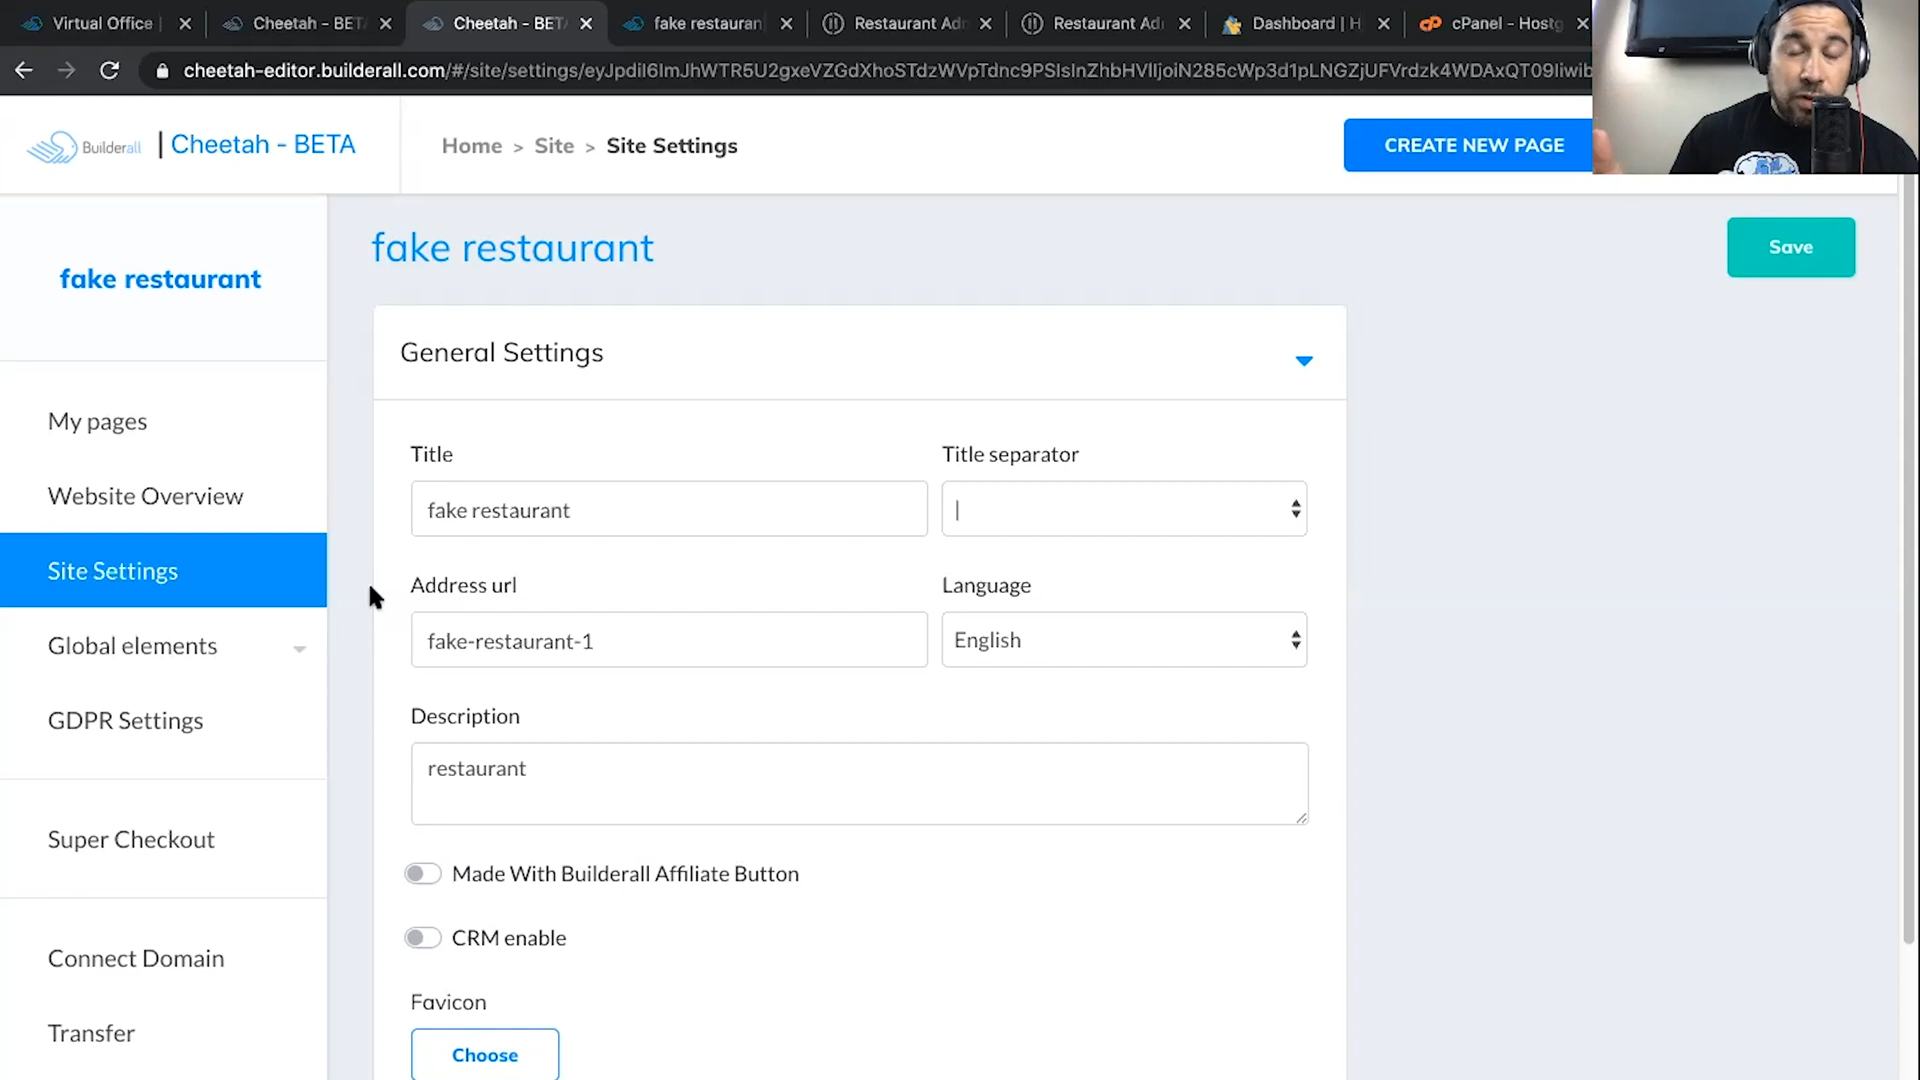 Virtual Office |
Cheetah - BET
Cheetah - BET
fake restauran
Restaurant Adm
Restaurant Ad
Dashboard | H
cPanel - Hostg
cheetah-editor.builderall.com/#/site/settings/
Builderall | Cheetah - BETA
Home > Site > Site Settings
CREATE NEW PAGE
fake restaurant
My pages
Website Overview
Site Settings
Global elements
GDPR Settings
Super Checkout
Connect Domain
Transfer
fake restaurant
Save
General Settings
Title
Title separator
fake restaurant
|
Address url
Language
fake-restaurant-1
English
Description
restaurant
Made With Builderall Affiliate Button
CRM enable
Favicon
Choose